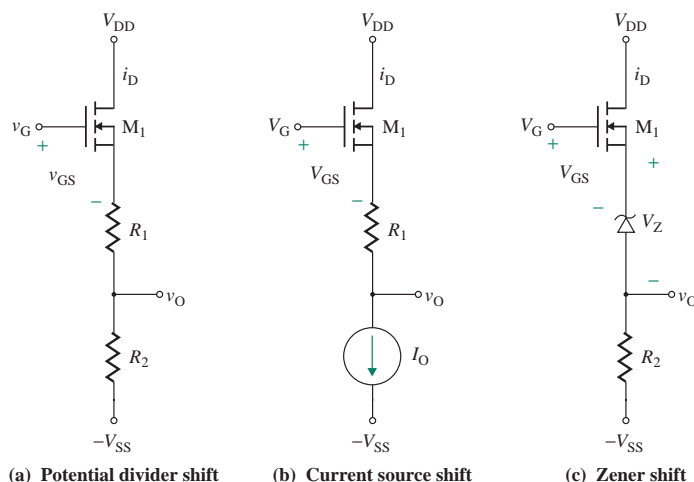 V_DD V_DD V_DD
i_D i_D i_D
v_G M_1 V_G M_1 V_G M_1
+ + +
v_GS V_GS V_GS +
− − −
R_1 R_1 V_Z
−
v_O v_O v_O
R_2 I_O R_2
−V_SS −V_SS −V_SS
(a) Potential divider shift (b) Current source shift (c) Zener shift